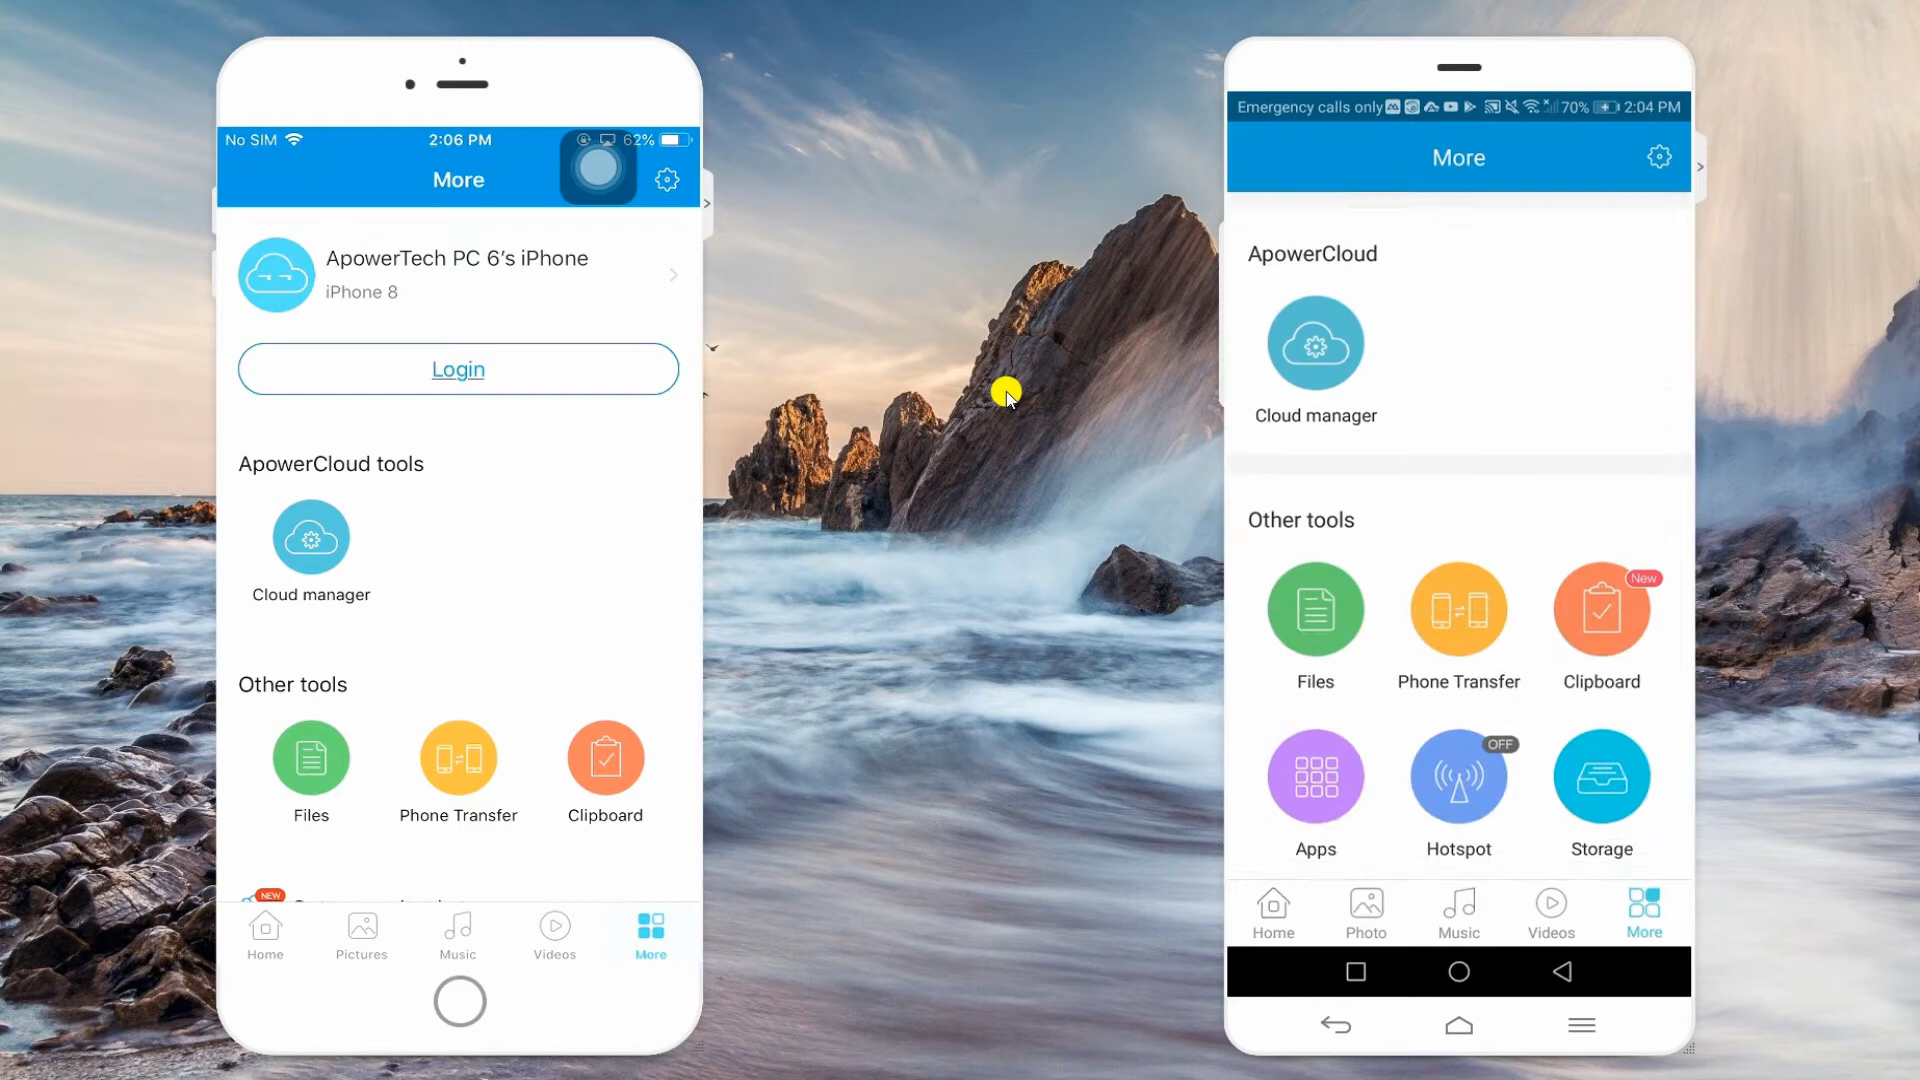 No SIM 2:06 PM 62%
More
ApowerTech PC 6's iPhone
iPhone 8
Login
ApowerCloud tools
Cloud manager
Other tools
Files Phone Transfer Clipboard
NEW
Home Pictures Music Videos More
Emergency calls only 70% 2:04 PM
More
ApowerCloud
Cloud manager
Other tools
New
Files Phone Transfer Clipboard
OFF
Apps Hotspot Storage
Home Photo Music Videos More